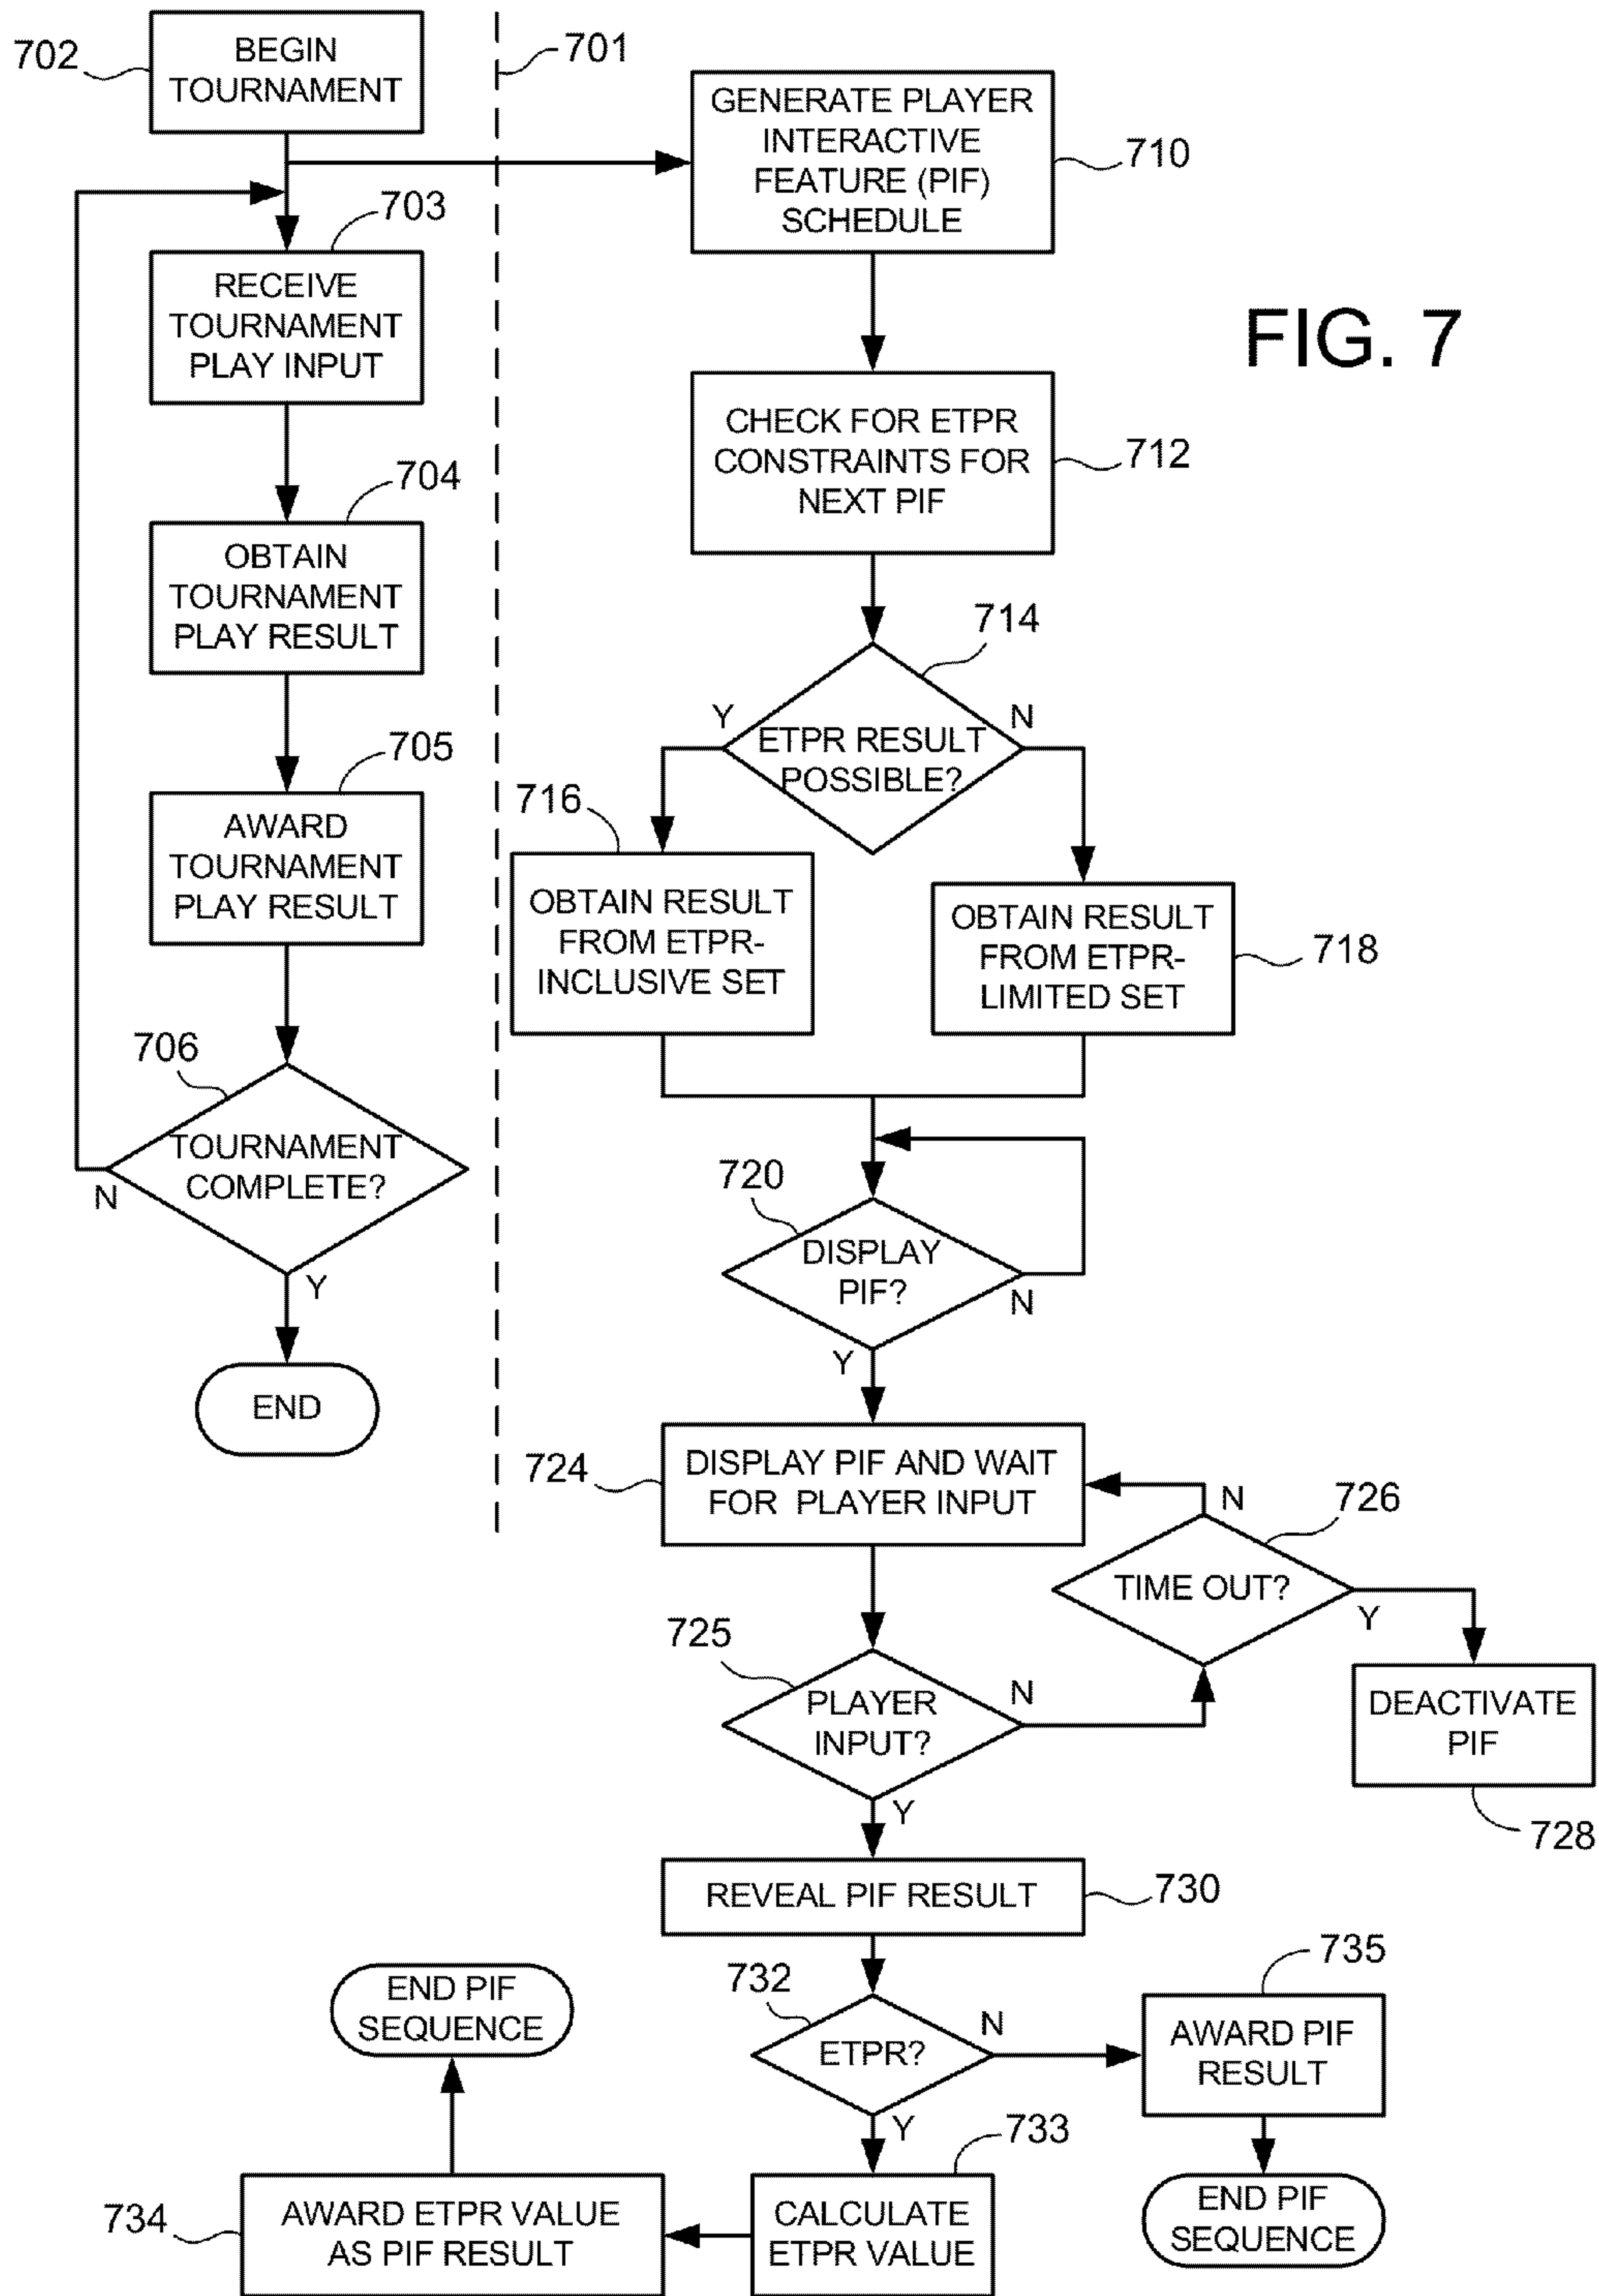 702
BEGIN
TOURNAMENT
701
703
RECEIVE
TOURNAMENT
PLAY INPUT
704
OBTAIN
TOURNAMENT
PLAY RESULT
705
AWARD
TOURNAMENT
PLAY RESULT
706
TOURNAMENT
COMPLETE?
N
Y
END
GENERATE PLAYER
INTERACTIVE
FEATURE (PIF)
SCHEDULE
710
FIG. 7
CHECK FOR ETPR
CONSTRAINTS FOR
NEXT PIF
712
714
Y
N
ETPR RESULT
POSSIBLE?
716
OBTAIN RESULT
FROM ETPR-
INCLUSIVE SET
OBTAIN RESULT
FROM ETPR-
LIMITED SET
718
720
DISPLAY
PIF?
N
Y
724
DISPLAY PIF AND WAIT
FOR PLAYER INPUT
N
726
TIME OUT?
Y
725
PLAYER
INPUT?
N
Y
DEACTIVATE
PIF
728
REVEAL PIF RESULT
730
732
ETPR?
N
Y
735
AWARD PIF
RESULT
END PIF
SEQUENCE
733
CALCULATE
ETPR VALUE
734
AWARD ETPR VALUE
AS PIF RESULT
END PIF
SEQUENCE